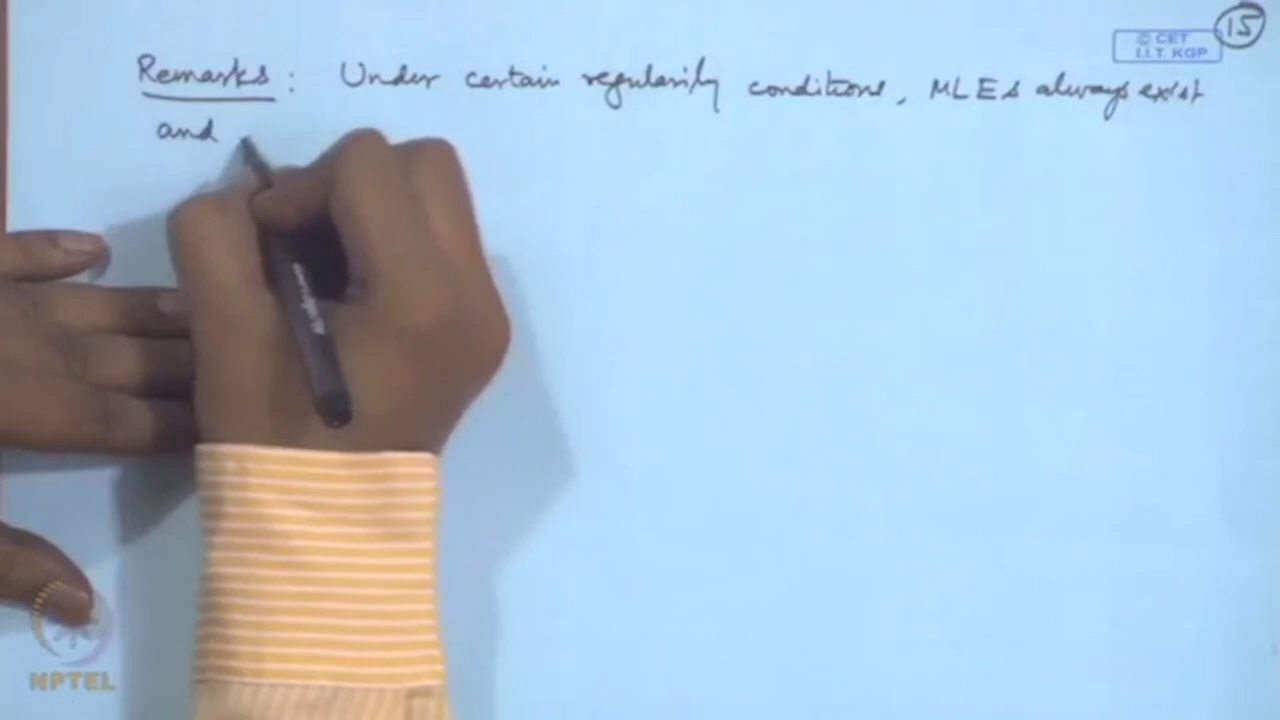 15
© CET
I.I.T. KGP
Remarks : Under certain regularity conditions, MLEs always exist
and
NPTEL